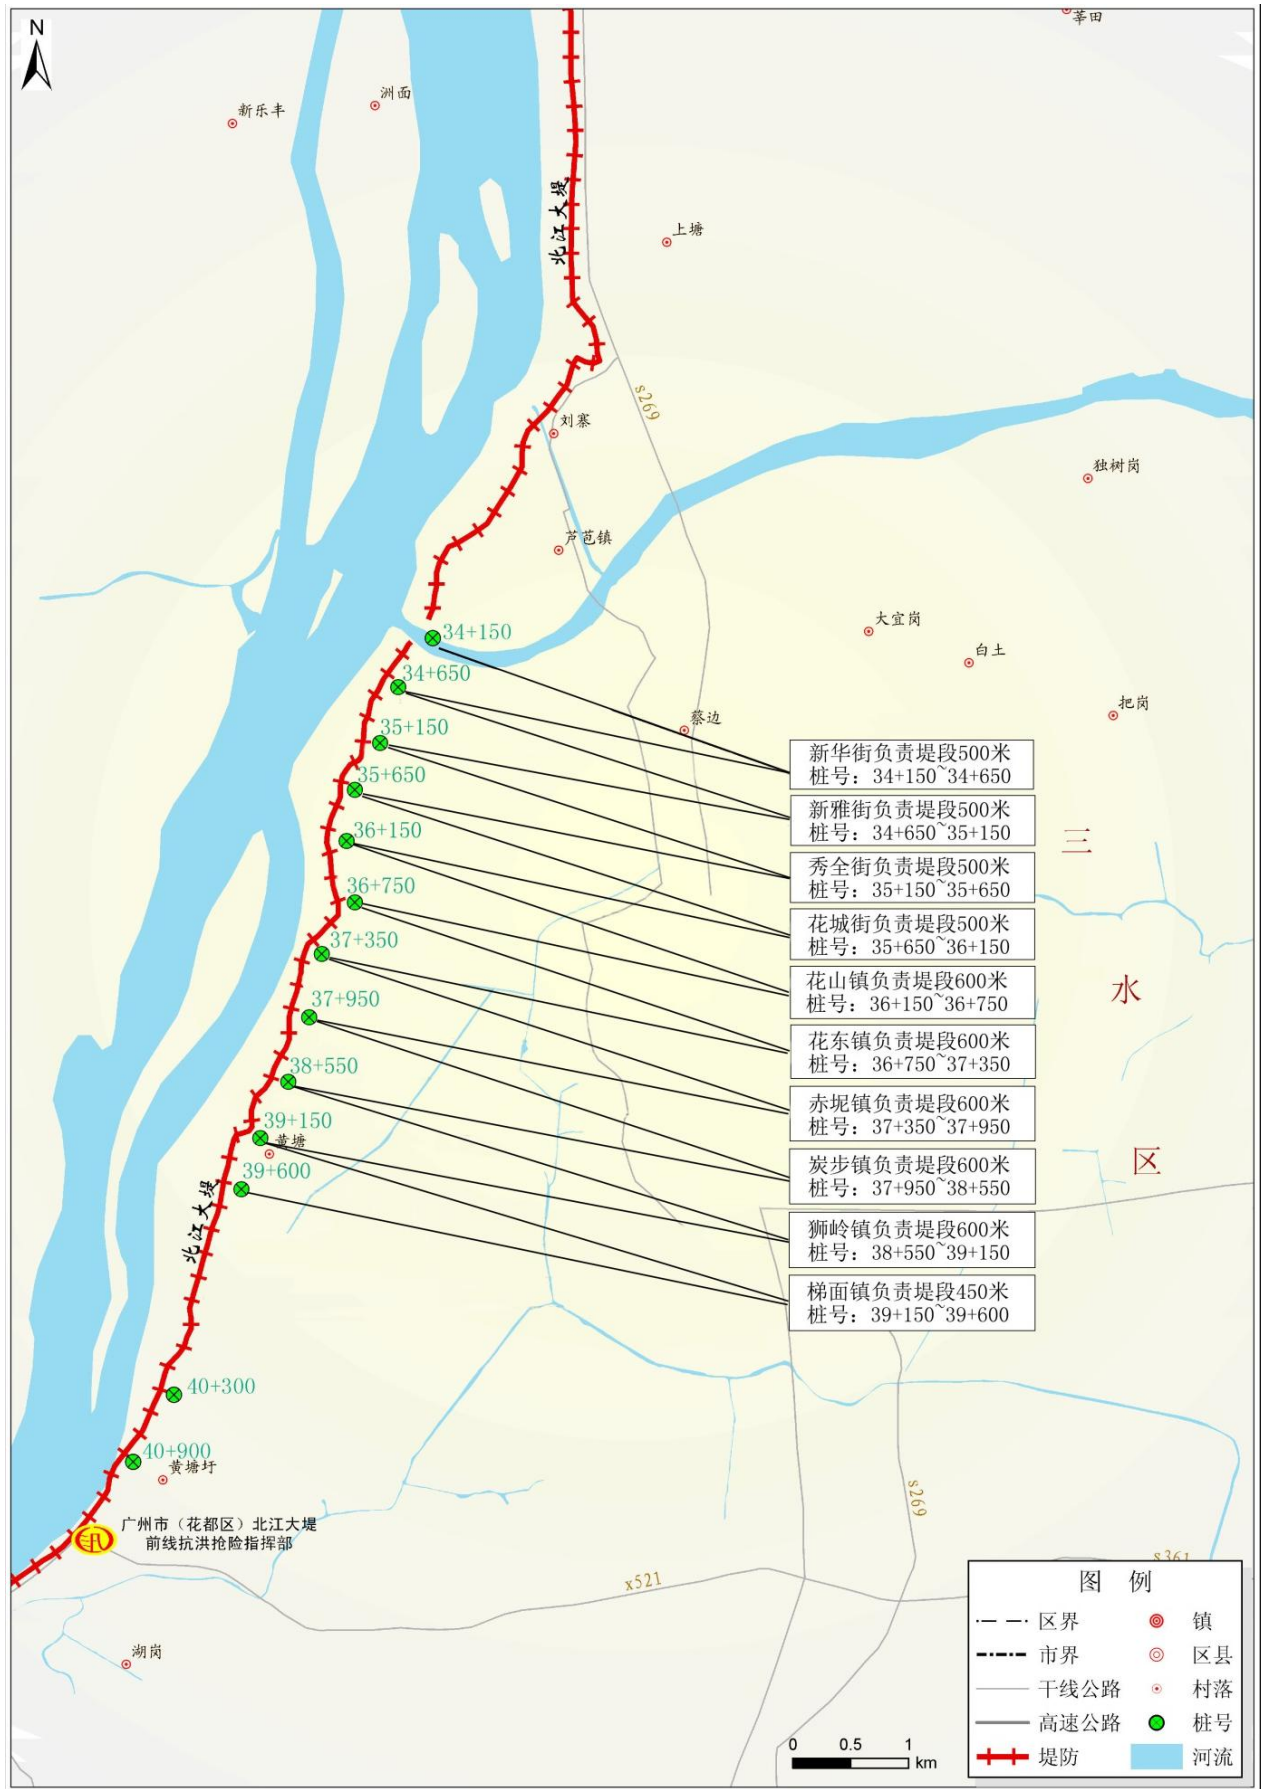 N
莘田
洲面
新乐丰
北江大堤
上塘
s269
刘寨
独树岗
芦苞镇
大宜岗
34+150
白土
34+650
把岗
蔡边
35+150
新华街负责堤段500米
桩号：34+150~34+650
35+650
新雅街负责堤段500米
桩号：34+650~35+150
36+150
三
秀全街负责堤段500米
桩号：35+150~35+650
36+750
花城街负责堤段500米
桩号：35+650~36+150
37+350
花山镇负责堤段600米
桩号：36+150~36+750
水
37+950
花东镇负责堤段600米
桩号：36+750~37+350
38+550
赤坭镇负责堤段600米
桩号：37+350~37+950
39+150
黄塘
炭步镇负责堤段600米
桩号：37+950~38+550
区
39+600
北江大堤
狮岭镇负责堤段600米
桩号：38+550~39+150
梯面镇负责堤段450米
桩号：39+150~39+600
40+300
40+900
黄塘圩
s269
广州市（花都区）北江大堤
前线抗洪抢险指挥部
s361
x521
湖岗
图 例
区界
镇
市界
区县
干线公路
村落
高速公路
桩号
堤防
河流
0 0.5 1
km